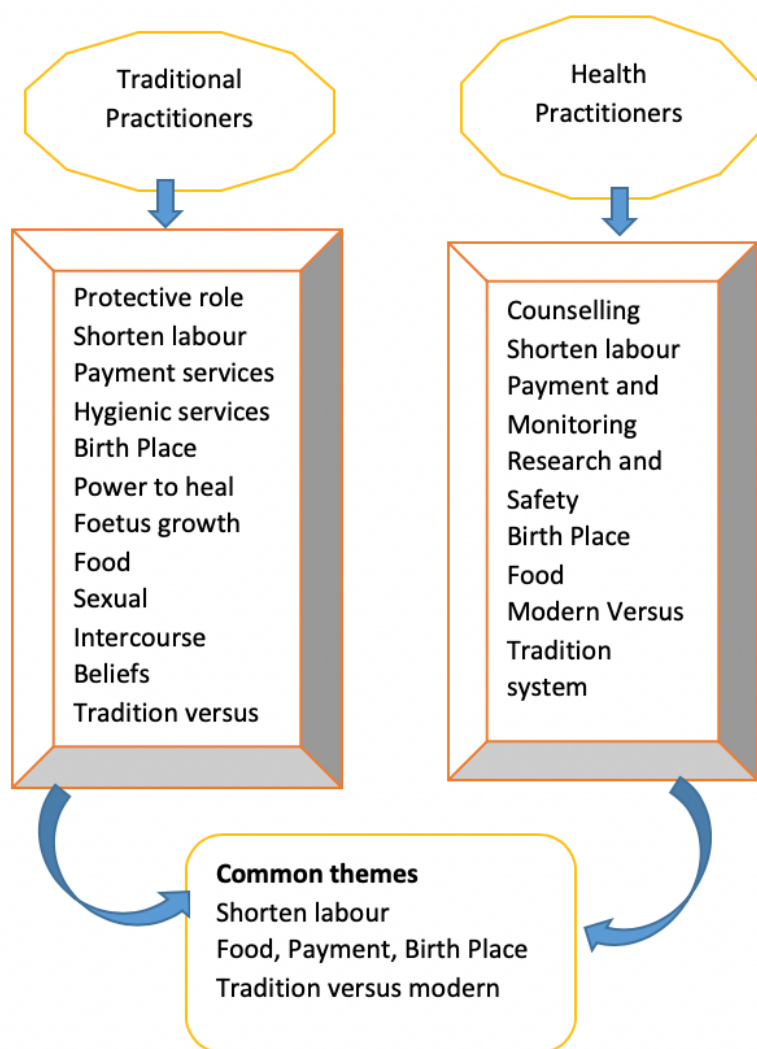 Traditional
Practitioners
Health
Practitioners
Protective role
Shorten labour
Payment services
Hygienic services
Birth Place
Power to heal
Foetus growth
Food
Sexual
Intercourse
Beliefs
Tradition versus
Counselling
Shorten labour
Payment and
Monitoring
Research and
Safety
Birth Place
Food
Modern Versus
Tradition
system
Common themes
Shorten labour
Food, Payment, Birth Place
Tradition versus modern